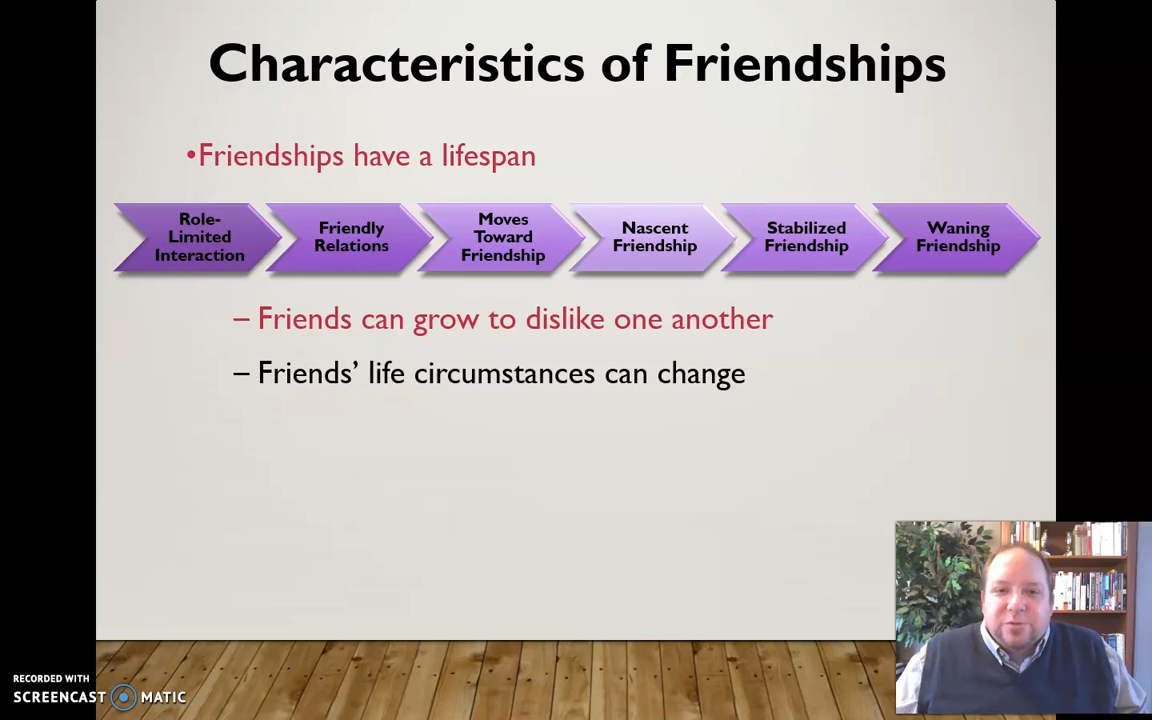 Characteristics of Friendships
•Friendships have a lifespan
Role-
Limited
Interaction
Friendly
Relations
Moves
Toward
Friendship
Nascent
Friendship
Stabilized
Friendship
Waning
Friendship
– Friends can grow to dislike one another
– Friends’ life circumstances can change
RECORDED WITH
SCREENCAST MATIC